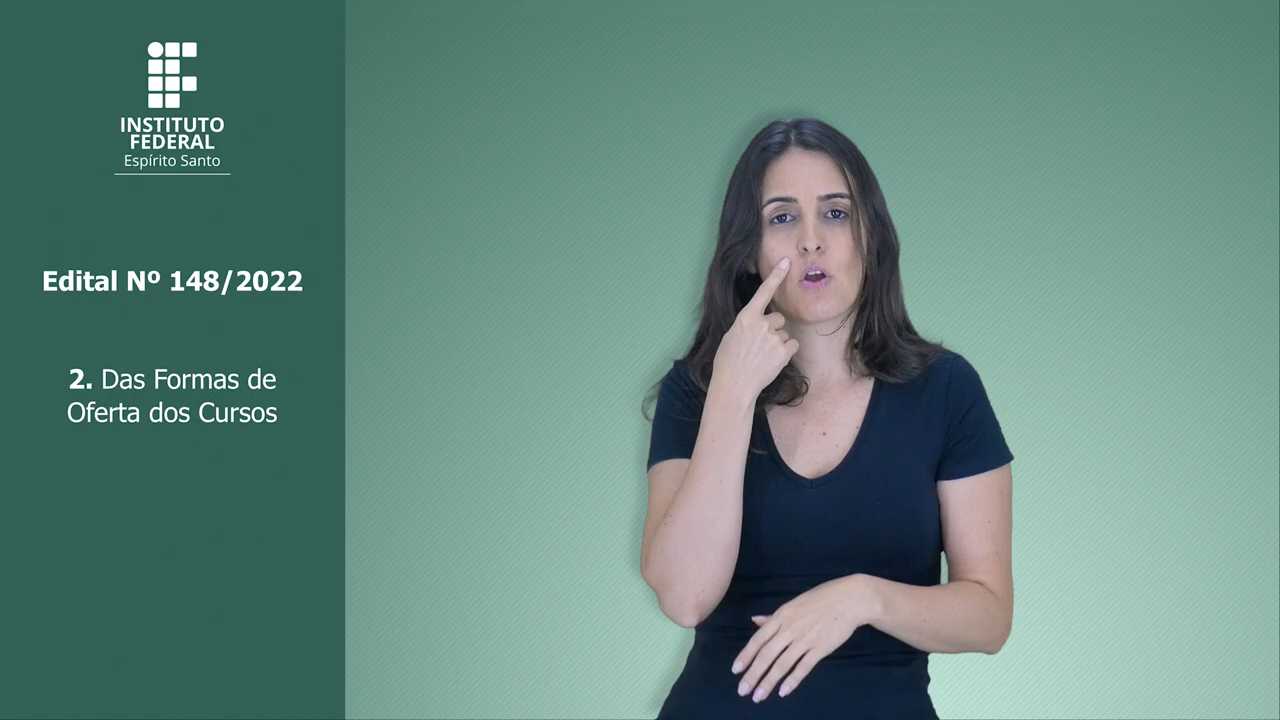 INSTITUTO
FEDERAL
Espírito Santo
Edital Nº 148/2022
2. Das Formas de
Oferta dos Cursos